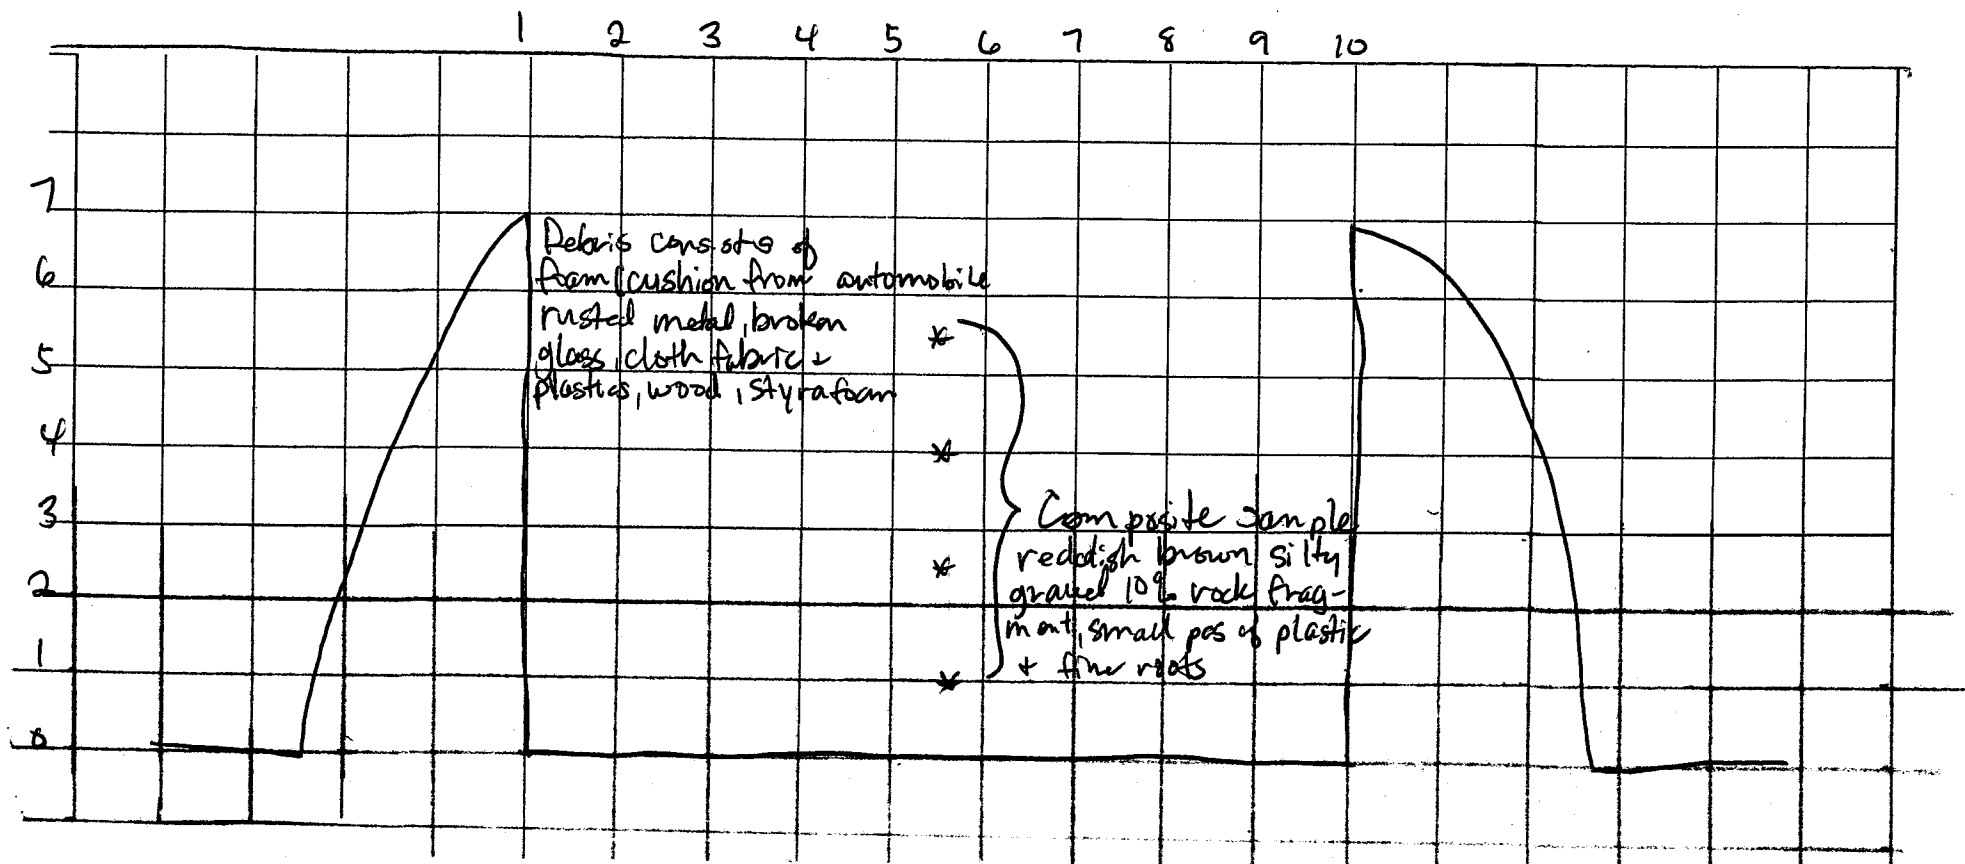 1 2 3 4 5 6 7 8 9 10
7
6
5
4
3
2
1
0
Debris consists of
foam/cushion from automobile
rusted metal, broken
glass, cloth fabric +
plastics, wood, styrafoam
* 
*
*
*
Composite sample
reddish brown silty
gravel 10% rock frag-
ment, small pcs of plastic
+ fine roots